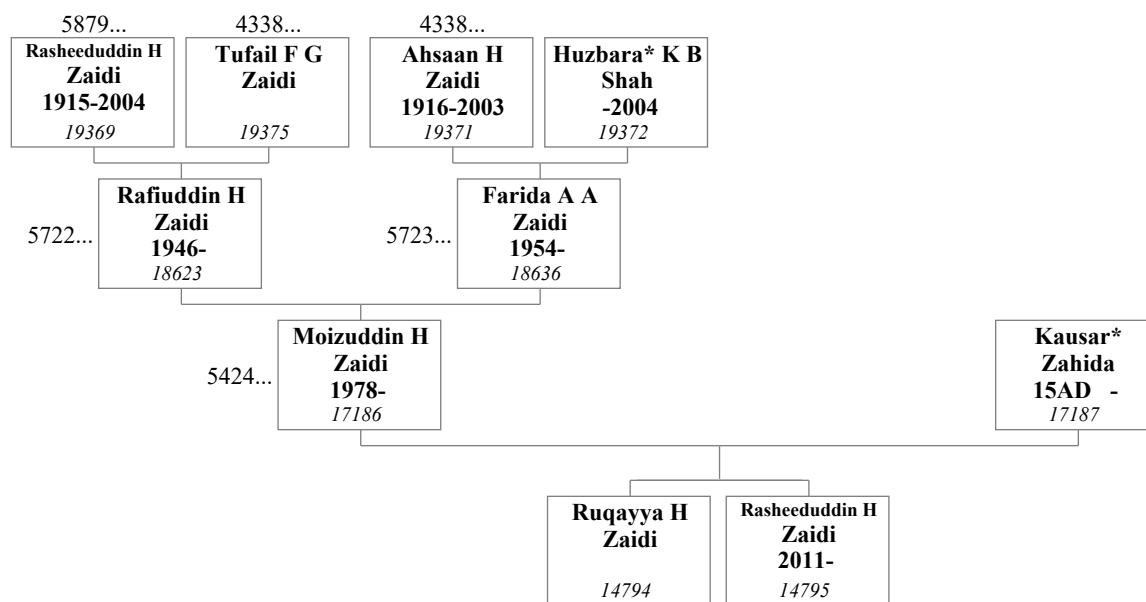 5879...
4338...
4338...
Rasheeduddin H
Zaidi
1915-2004
19369
Tufail F G
Zaidi
19375
Ahsaan H
Zaidi
1916-2003
19371
Huzbara* K B
Shah
-2004
19372
5722...
Rafiuddin H
Zaidi
1946-
18623
5723...
Farida A A
Zaidi
1954-
18636
5424...
Moizuddin H
Zaidi
1978-
17186
Kausar*
Zahida
15AD -
17187
Ruqayya H
Zaidi
14794
Rasheeduddin H
Zaidi
2011-
14795